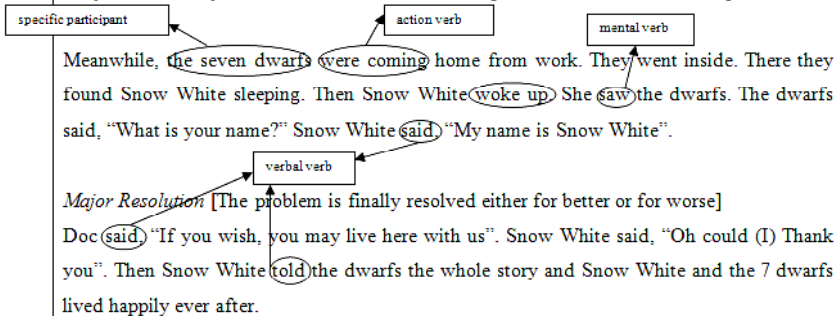 specific participant
action verb
mental verb
Meanwhile, the seven dwarfs were coming home from work. They went inside. There they
found Snow White sleeping. Then Snow White woke up. She saw the dwarfs. The dwarfs
said, “What is your name?” Snow White said, “My name is Snow White”.
verbal verb
Major Resolution [The problem is finally resolved either for better or for worse]
Doc said, “If you wish, you may live here with us”. Snow White said, “Oh could (I) Thank
you”. Then Snow White told the dwarfs the whole story and Snow White and the 7 dwarfs
lived happily ever after.